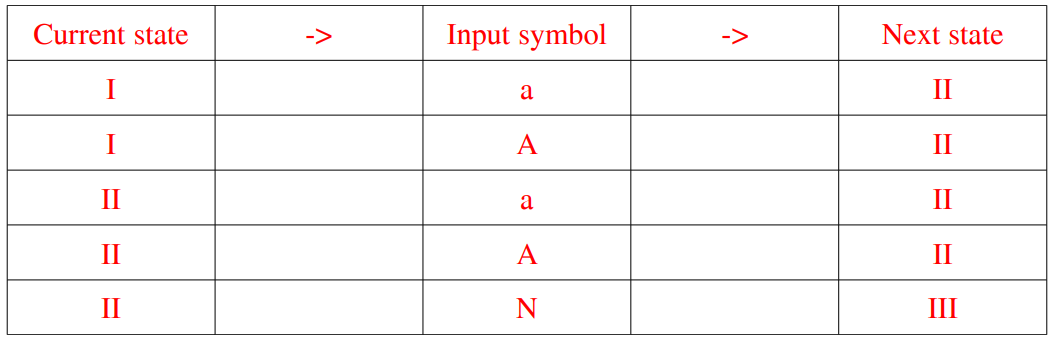 Current state -> Input symbol -> Next state
I a II
I A II
II a II
II A II
II N III